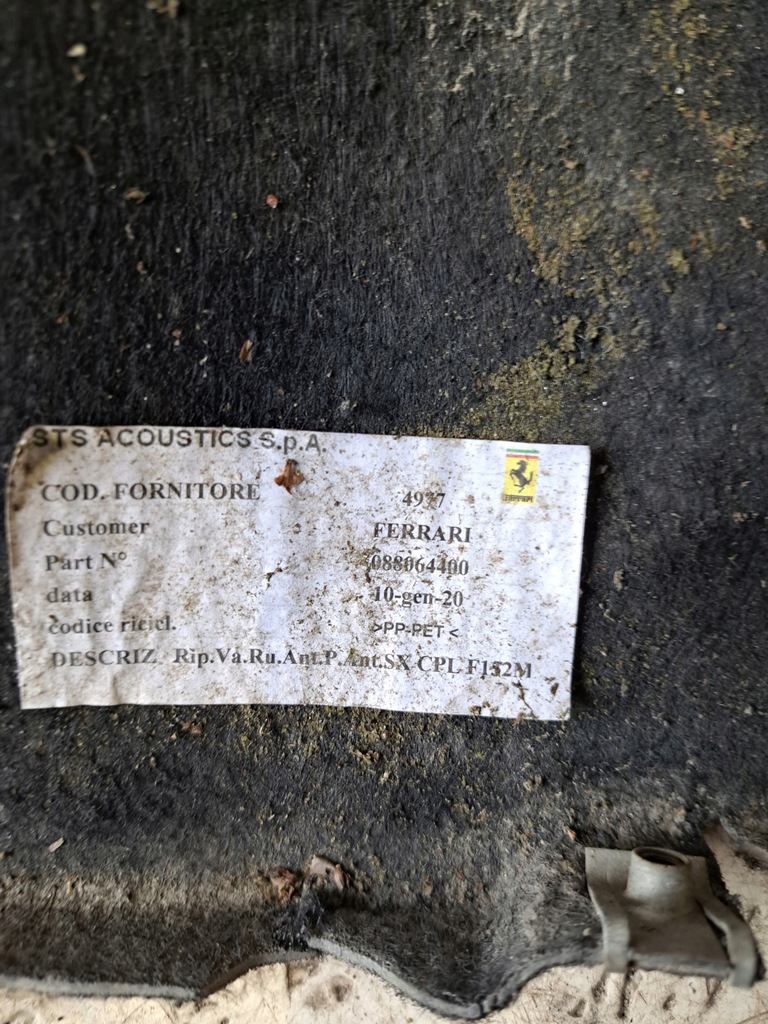 STS ACOUSTICS S.p.A.
COD. FORNITORE 4977
Customer FERRARI
Part N° 088064400
data 10-gen-20
codice ricicl. >PP-PET<
DESCRIZ Rip.Va.Ru.Ant.P.Ant.SX CPL F152M
Ferrari